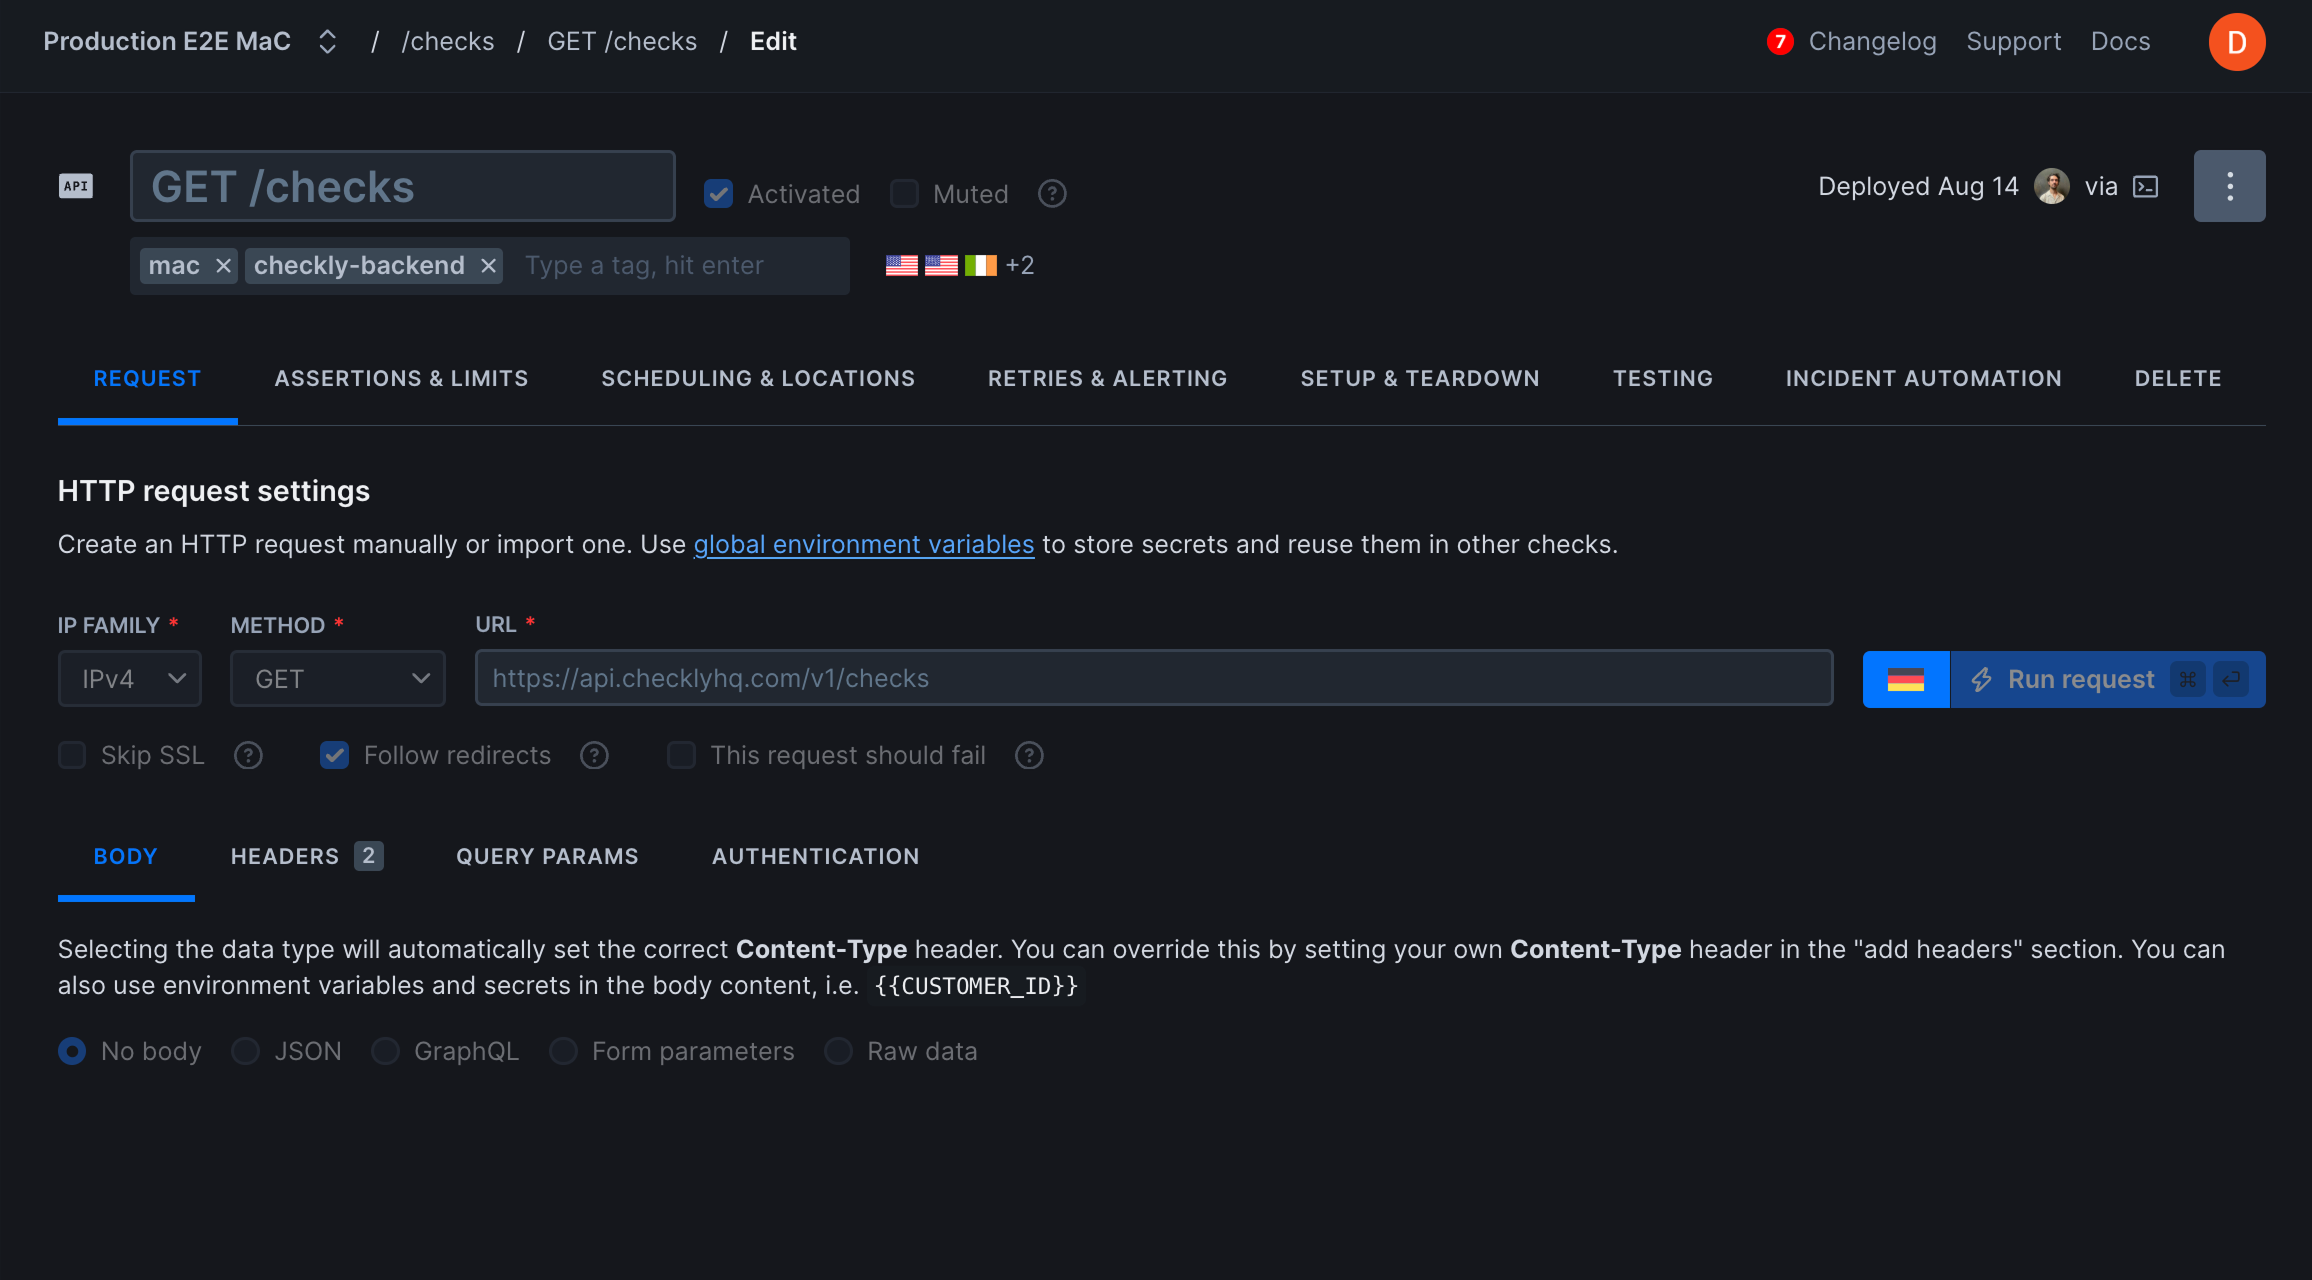 Production E2E MaC / /checks / GET /checks / Edit
7 Changelog Support Docs D
API GET /checks Activated Muted ?
Deployed Aug 14 via
mac × checkly-backend × Type a tag, hit enter +2
REQUEST ASSERTIONS & LIMITS SCHEDULING & LOCATIONS RETRIES & ALERTING SETUP & TEARDOWN TESTING INCIDENT AUTOMATION DELETE
HTTP request settings
Create an HTTP request manually or import one. Use global environment variables to store secrets and reuse them in other checks.
IP FAMILY * METHOD * URL *
IPv4 GET https://api.checklyhq.com/v1/checks Run request ⌘ ↵
Skip SSL ? Follow redirects ? This request should fail ?
BODY HEADERS 2 QUERY PARAMS AUTHENTICATION
Selecting the data type will automatically set the correct Content-Type header. You can override this by setting your own Content-Type header in the "add headers" section. You can
also use environment variables and secrets in the body content, i.e. {{CUSTOMER_ID}}
No body JSON GraphQL Form parameters Raw data